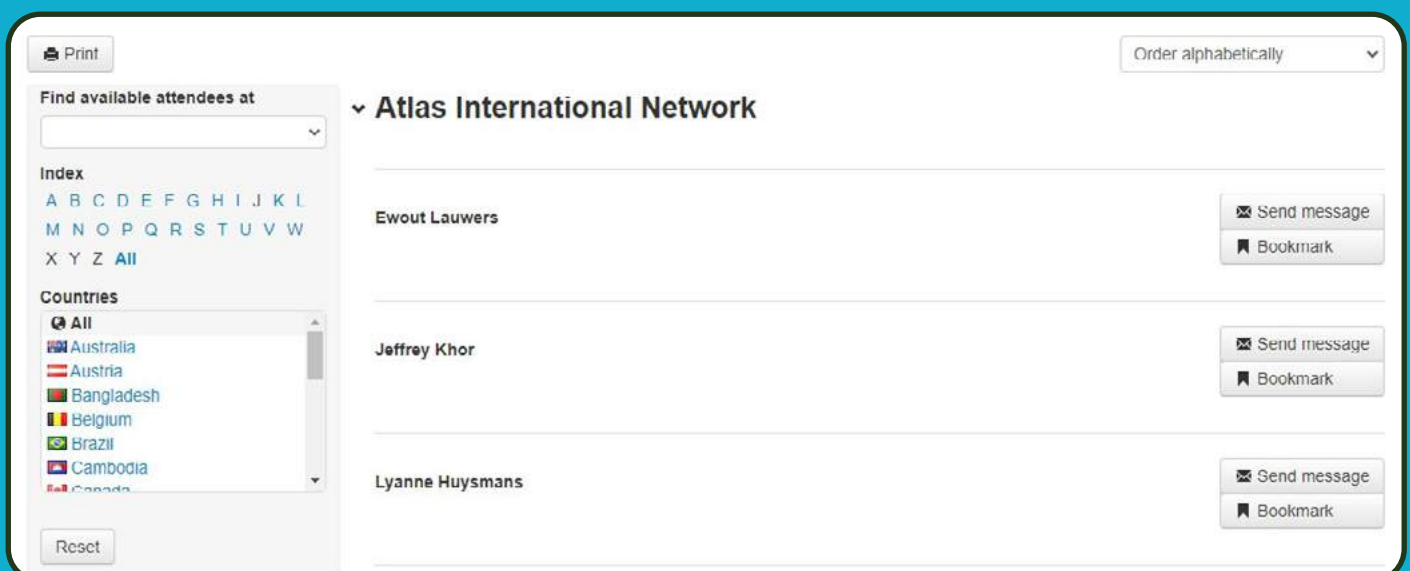 Print
Order alphabetically
Find available attendees at
Index
A B C D E F G H I J K L
M N O P Q R S T U V W
X Y Z All
Countries
All
Australia
Austria
Bangladesh
Belgium
Brazil
Cambodia
Canada
Reset
Atlas International Network
Ewout Lauwers
Send message
Bookmark
Jeffrey Khor
Send message
Bookmark
Lyanne Huysmans
Send message
Bookmark